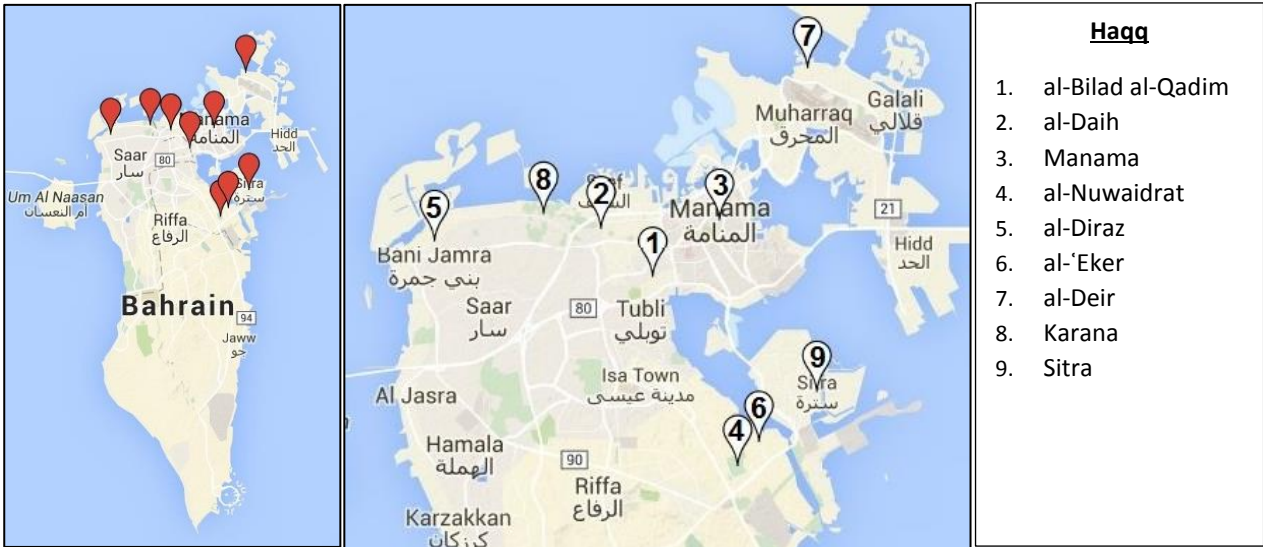 Manama
المنامة
Hidd
الحد
Saar
سار
80
Sitra
سترة
Um Al Naasan
أم النعسان
Riffa
الرفاع
Bahrain
94
Jaww
جو
7
Galali
قلالي
Muharraq
المحرق
8
2
3
5
Manama
المنامة
21
1
Hidd
الحد
Bani Jamra
بني جمرة
Saar
سار
80
Tubli
توبلي
9
Sitra
سترة
Isa Town
مدينة عيسى
Al Jasra
6
4
Hamala
الهملة
90
Riffa
الرفاع
Karzakkan
كرزكان
Haqq
1. al-Bilad al-Qadim
2. al-Daih
3. Manama
4. al-Nuwaidrat
5. al-Diraz
6. al-‘Eker
7. al-Deir
8. Karana
9. Sitra